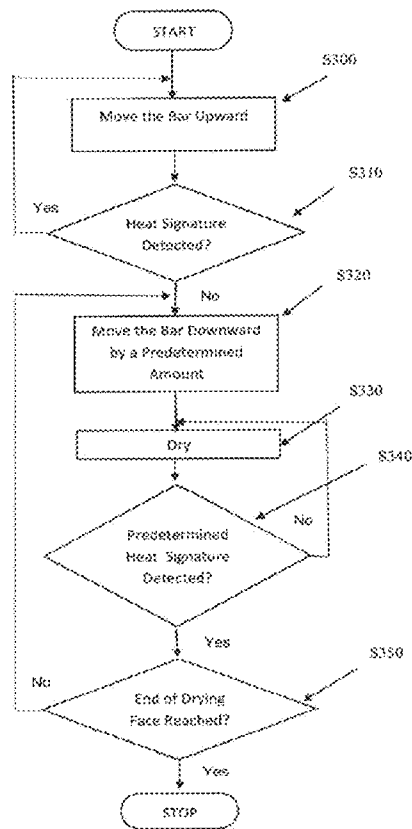 START
S300
Move the Bar Upward
S310
Yes
Heat Signature
Detected?
No
S320
Move the Bar Downward
by a Predetermined
Amount
S330
Dry
S340
No
Predetermined
Heat Signature
Detected?
Yes
S350
No
End of Drying
Face Reached?
Yes
STOP